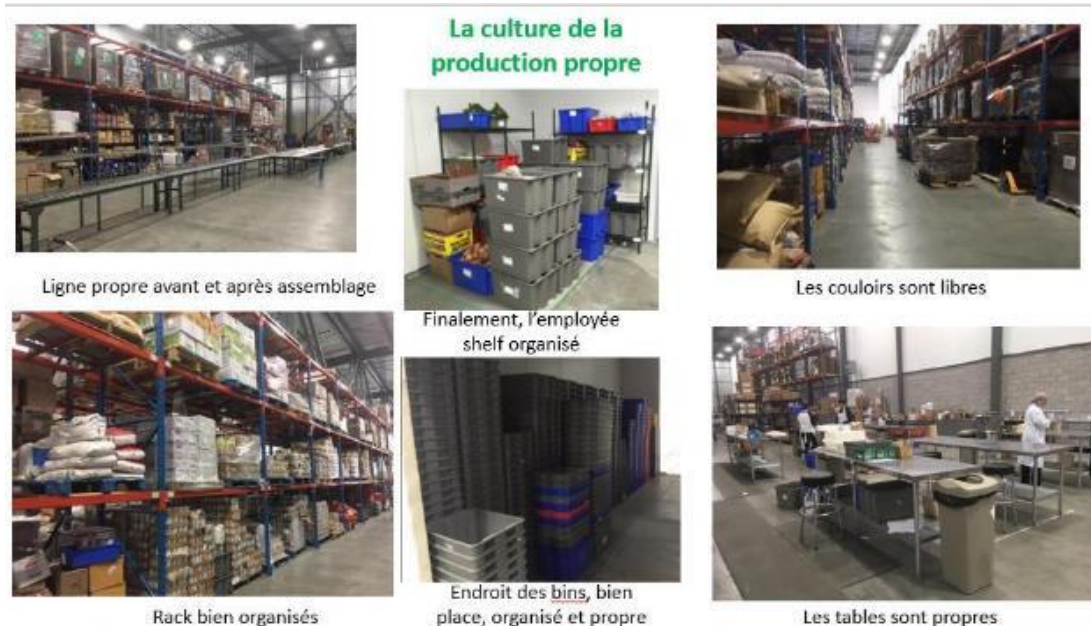 La culture de la
production propre
Ligne propre avant et après assemblage
Finalement, l'employée
shelf organisé
Les couloirs sont libres
Rack bien organisés
Endroit des bins, bien
place, organisé et propre
Les tables sont propres